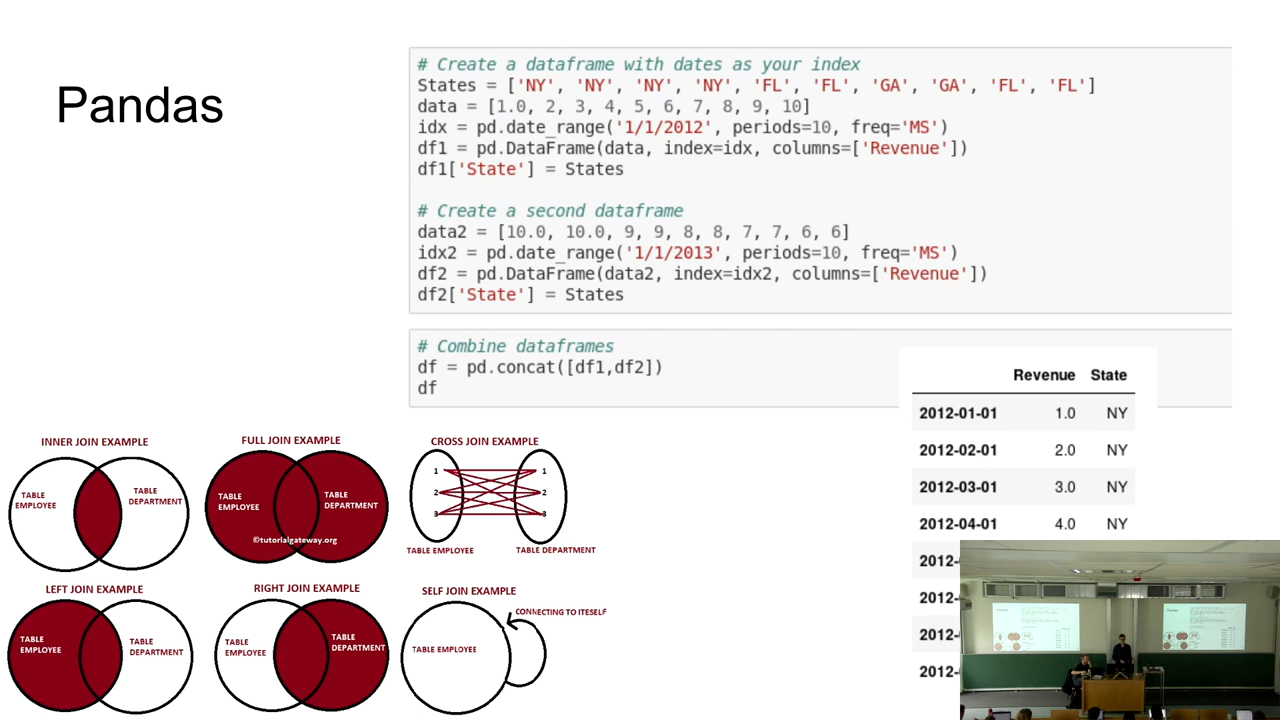 Pandas
# Create a dataframe with dates as your index
States = ['NY', 'NY', 'NY', 'NY', 'FL', 'FL', 'GA', 'GA', 'FL', 'FL']
data = [1.0, 2, 3, 4, 5, 6, 7, 8, 9, 10]
idx = pd.date_range('1/1/2012', periods=10, freq='MS')
df1 = pd.DataFrame(data, index=idx, columns=['Revenue'])
df1['State'] = States
# Create a second dataframe
data2 = [10.0, 10.0, 9, 9, 8, 8, 7, 7, 6, 6]
idx2 = pd.date_range('1/1/2013', periods=10, freq='MS')
df2 = pd.DataFrame(data2, index=idx2, columns=['Revenue'])
df2['State'] = States
# Combine dataframes
df = pd.concat([df1,df2])
df
Revenue State
2012-01-01 1.0 NY
2012-02-01 2.0 NY
2012-03-01 3.0 NY
2012-04-01 4.0 NY
2012-
2012-
2012-
2012-
INNER JOIN EXAMPLE
TABLE
EMPLOYEE
TABLE
DEPARTMENT
FULL JOIN EXAMPLE
TABLE
EMPLOYEE
TABLE
DEPARTMENT
©tutorialgateway.org
CROSS JOIN EXAMPLE
1 1
2 2
3 3
TABLE EMPLOYEE
TABLE DEPARTMENT
LEFT JOIN EXAMPLE
TABLE
EMPLOYEE
TABLE
DEPARTMENT
RIGHT JOIN EXAMPLE
TABLE
EMPLOYEE
TABLE
DEPARTMENT
SELF JOIN EXAMPLE
CONNECTING TO ITESELF
TABLE EMPLOYEE